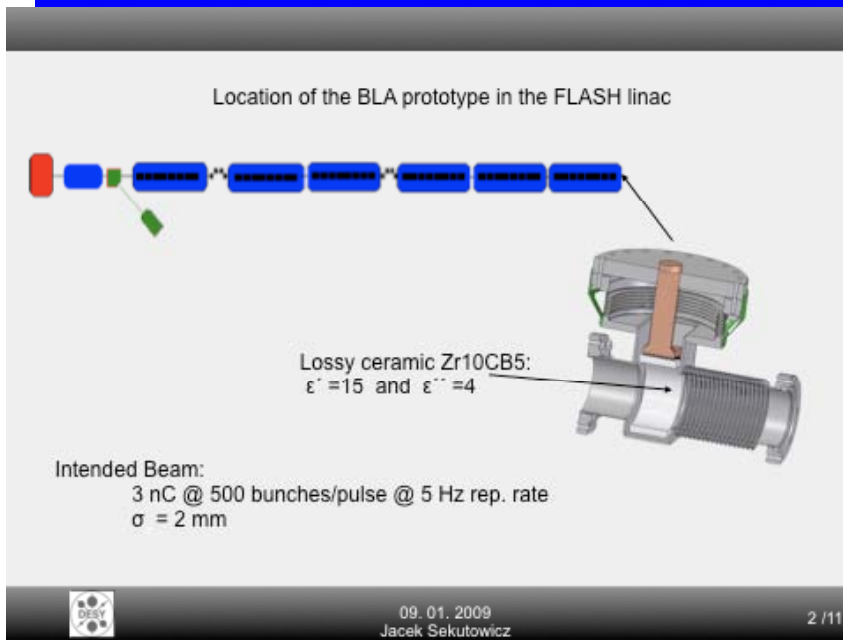 Location of the BLA prototype in the FLASH linac
Lossy ceramic Zr10CB5:
ε´ =15 and ε´´ =4
Intended Beam:
3 nC @ 500 bunches/pulse @ 5 Hz rep. rate
σ = 2 mm
DESY
09. 01. 2009
Jacek Sekutowicz
2 /11